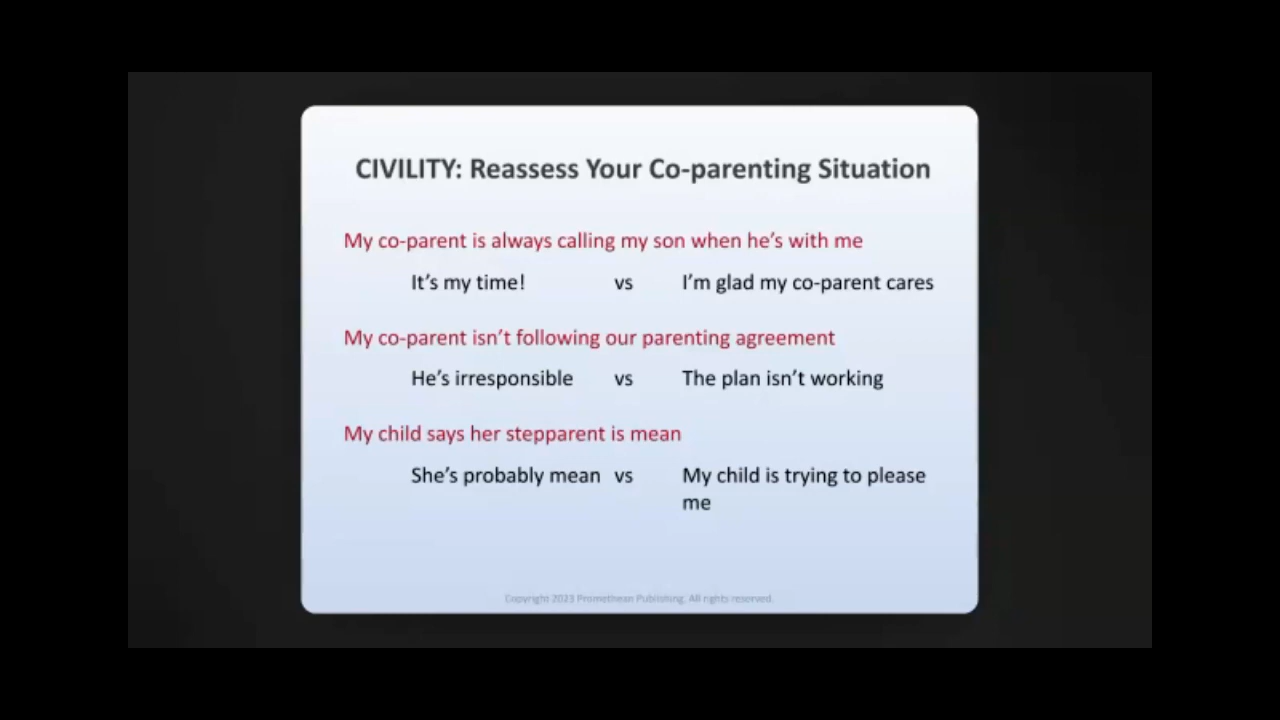 CIVILITY: Reassess Your Co-parenting Situation
My co-parent is always calling my son when he’s with me
It’s my time! vs I’m glad my co-parent cares
My co-parent isn’t following our parenting agreement
He’s irresponsible vs The plan isn’t working
My child says her stepparent is mean
She’s probably mean vs My child is trying to please
me
Copyright 2023 Promethean Publishing. All rights reserved.